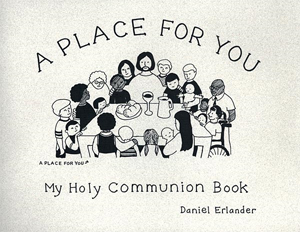 A PLACE FOR YOU
A PLACE FOR YOU
My Holy Communion Book
Daniel Erlander